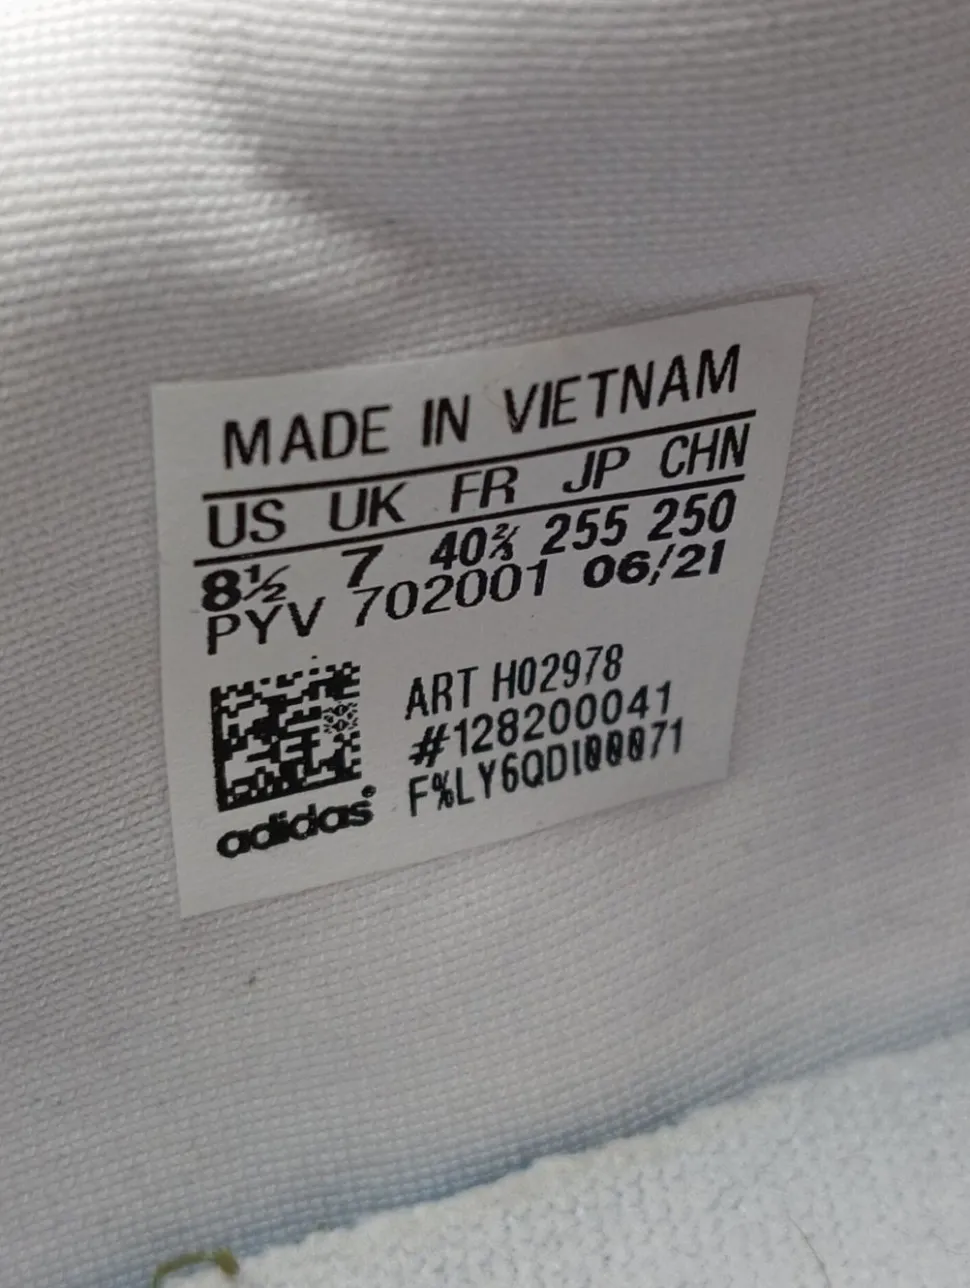 MADE IN VIETNAM
US UK FR JP CHN
8½ 7 40⅔ 255 250
PYV 702001 06/21
ART H02978
#128200041
F%LY6QDI00071
adidas®